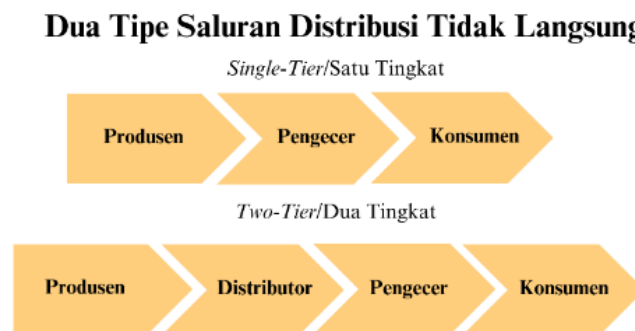 Dua Tipe Saluran Distribusi Tidak Langsung
Single-Tier/Satu Tingkat
Produsen Pengecer Konsumen
Two-Tier/Dua Tingkat
Produsen Distributor Pengecer Konsumen